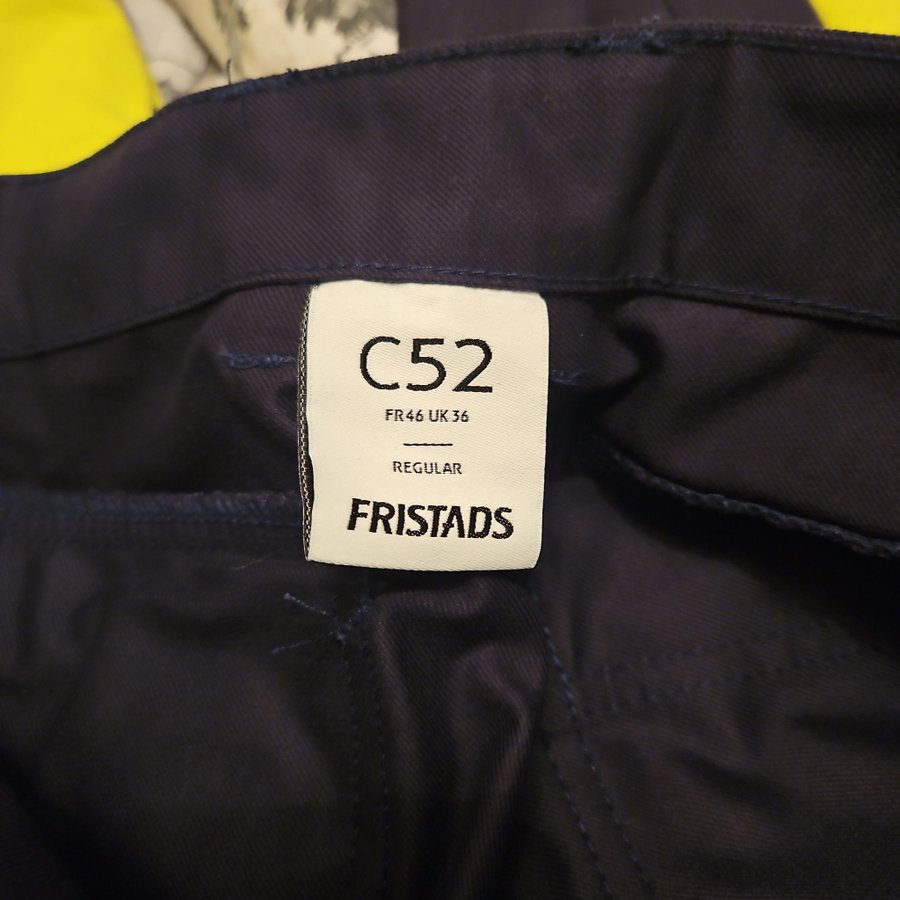 C52
FR46 UK36
REGULAR
FRISTADS